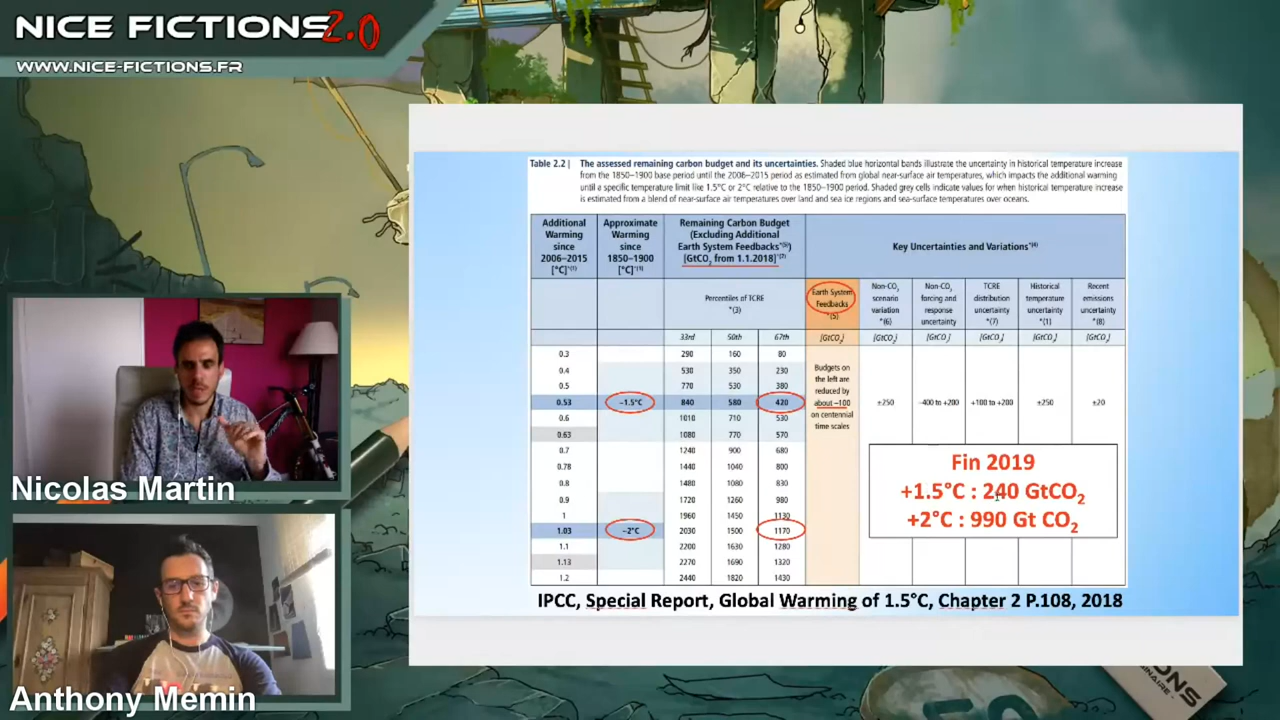 NICE FICTIONS 2.0
WWW.NICE-FICTIONS.FR
Table 2.2 | The assessed remaining carbon budget and its uncertainties. Shaded blue horizontal bands illustrate the uncertainty in historical temperature increase
from the 1850–1900 base period until the 2006–2015 period as estimated from global near-surface air temperatures, which impacts the additional warming
until a specific temperature limit like 1.5°C or 2°C relative to the 1850–1900 period. Shaded grey cells indicate values for when historical temperature increase
is estimated from a blend of near-surface air temperatures over land and sea ice regions and sea-surface temperatures over oceans.
Additional Warming since 2006–2015 [°C]*(1)
Approximate Warming since 1850–1900 [°C]*(1)
Remaining Carbon Budget (Excluding Additional Earth System Feedbacks*(5)) [GtCO2 from 1.1.2018]*(2)
Key Uncertainties and Variations*(4)
Percentiles of TCRE *(3)
Earth System Feedbacks *(5)
Non-CO2 scenario variation *(6)
Non-CO2 forcing and response uncertainty
TCRE distribution uncertainty *(7)
Historical temperature uncertainty *(1)
Recent emissions uncertainty *(8)
33rd 50th 67th [GtCO2] [GtCO2] [GtCO2] [GtCO2] [GtCO2] [GtCO2]
0.3 290 160 80
0.4 530 350 230
0.5 770 530 380
0.53 ~1.5°C 840 580 420
0.6 1010 710 530
0.63 1080 770 570
0.7 1240 900 680
0.78 1440 1040 800
0.8 1480 1080 830
0.9 1720 1260 980
1 1960 1450 1130
1.03 ~2°C 2030 1500 1170
1.1 2200 1630 1280
1.13 2270 1690 1320
1.2 2440 1820 1430
Budgets on
the left are
reduced by
about –100
on centennial
time scales
±250 –400 to +200 +100 to +200 ±250 ±20
Fin 2019
+1.5°C : 240 GtCO2
+2°C : 990 Gt CO2
IPCC, Special Report, Global Warming of 1.5°C, Chapter 2 P.108, 2018
Nicolas Martin
Anthony Memin